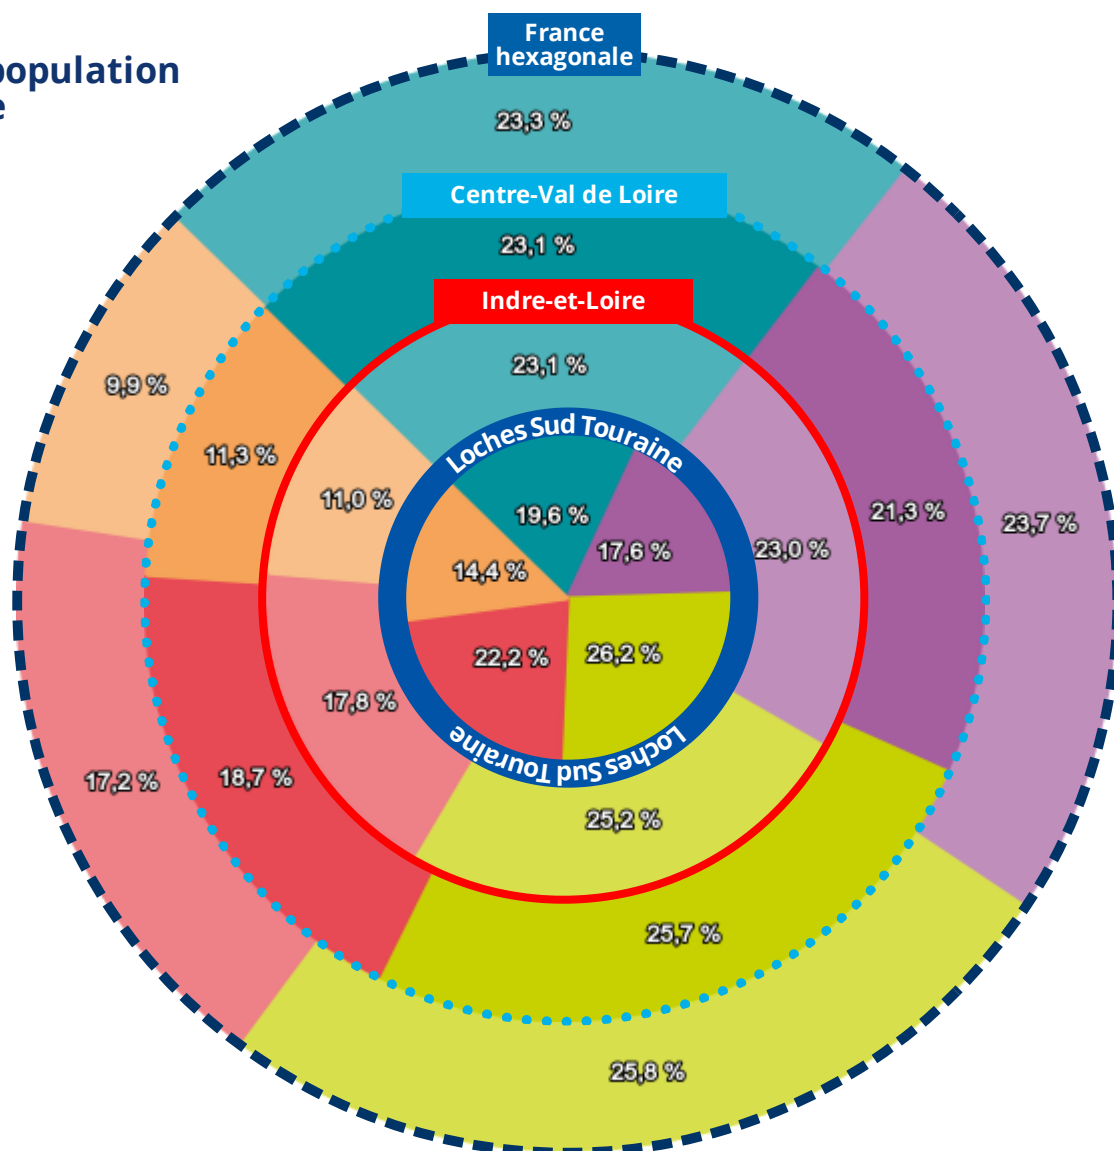 France
hexagonale
population
e
23,3 %
Centre-Val de Loire
23,1 %
Indre-et-Loire
23,1 %
9,9 %
11,3 %
11,0 %
Loches Sud Touraine
19,6 %
17,6 %
14,4 %
22,2 %
26,2 %
23,0 %
21,3 %
23,7 %
17,8 %
Loches Sud Touraine
17,2 %
18,7 %
25,2 %
25,7 %
25,8 %